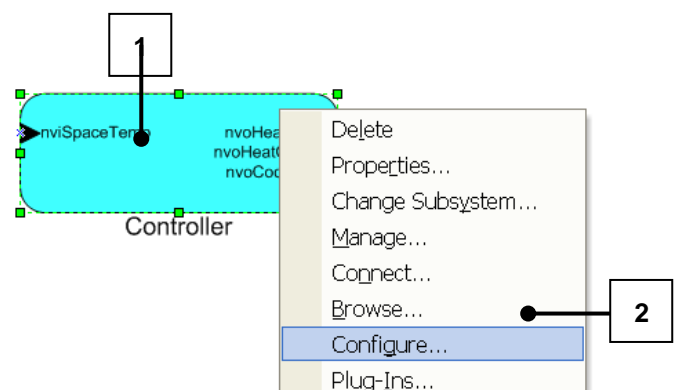 1
nviSpaceTemp
nvoHea
nvoHeat
nvoCoo
Controller
Delete
Properties...
Change Subsystem...
Manage...
Connect...
Browse...
Configure...
Plug-Ins...
2